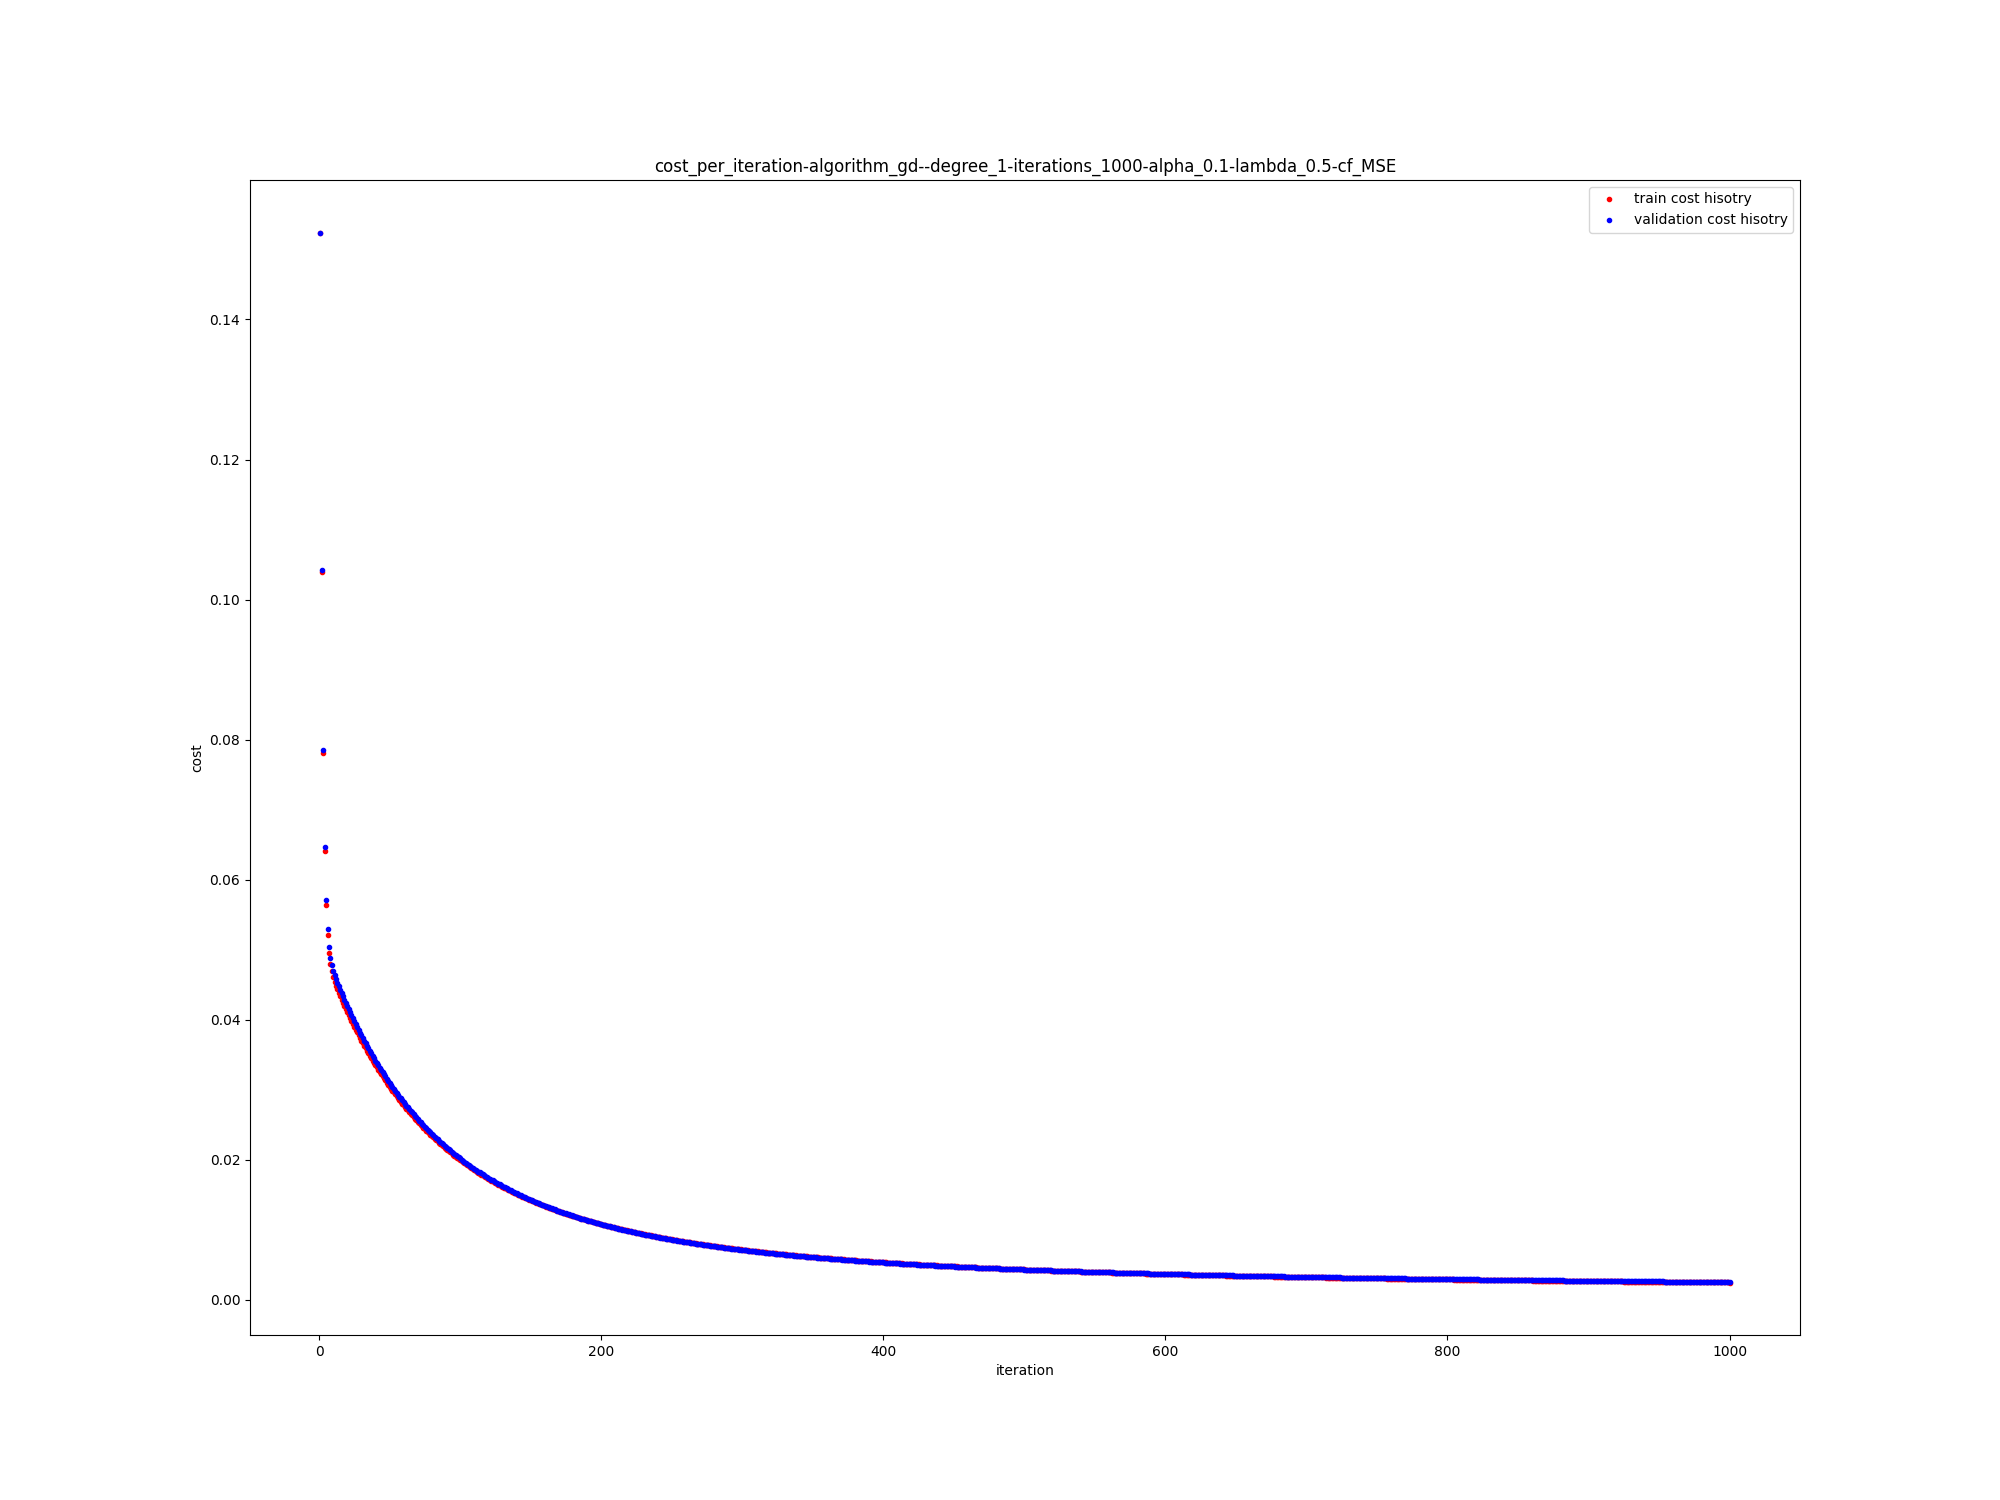 cost_per_iteration-algorithm_gd--degree_1-iterations_1000-alpha_0.1-lambda_0.5-cf_MSE
train cost hisotry
validation cost hisotry
0.14
0.12
0.10
0.08
0.06
0.04
0.02
0.00
cost
0 200 400 600 800 1000
iteration